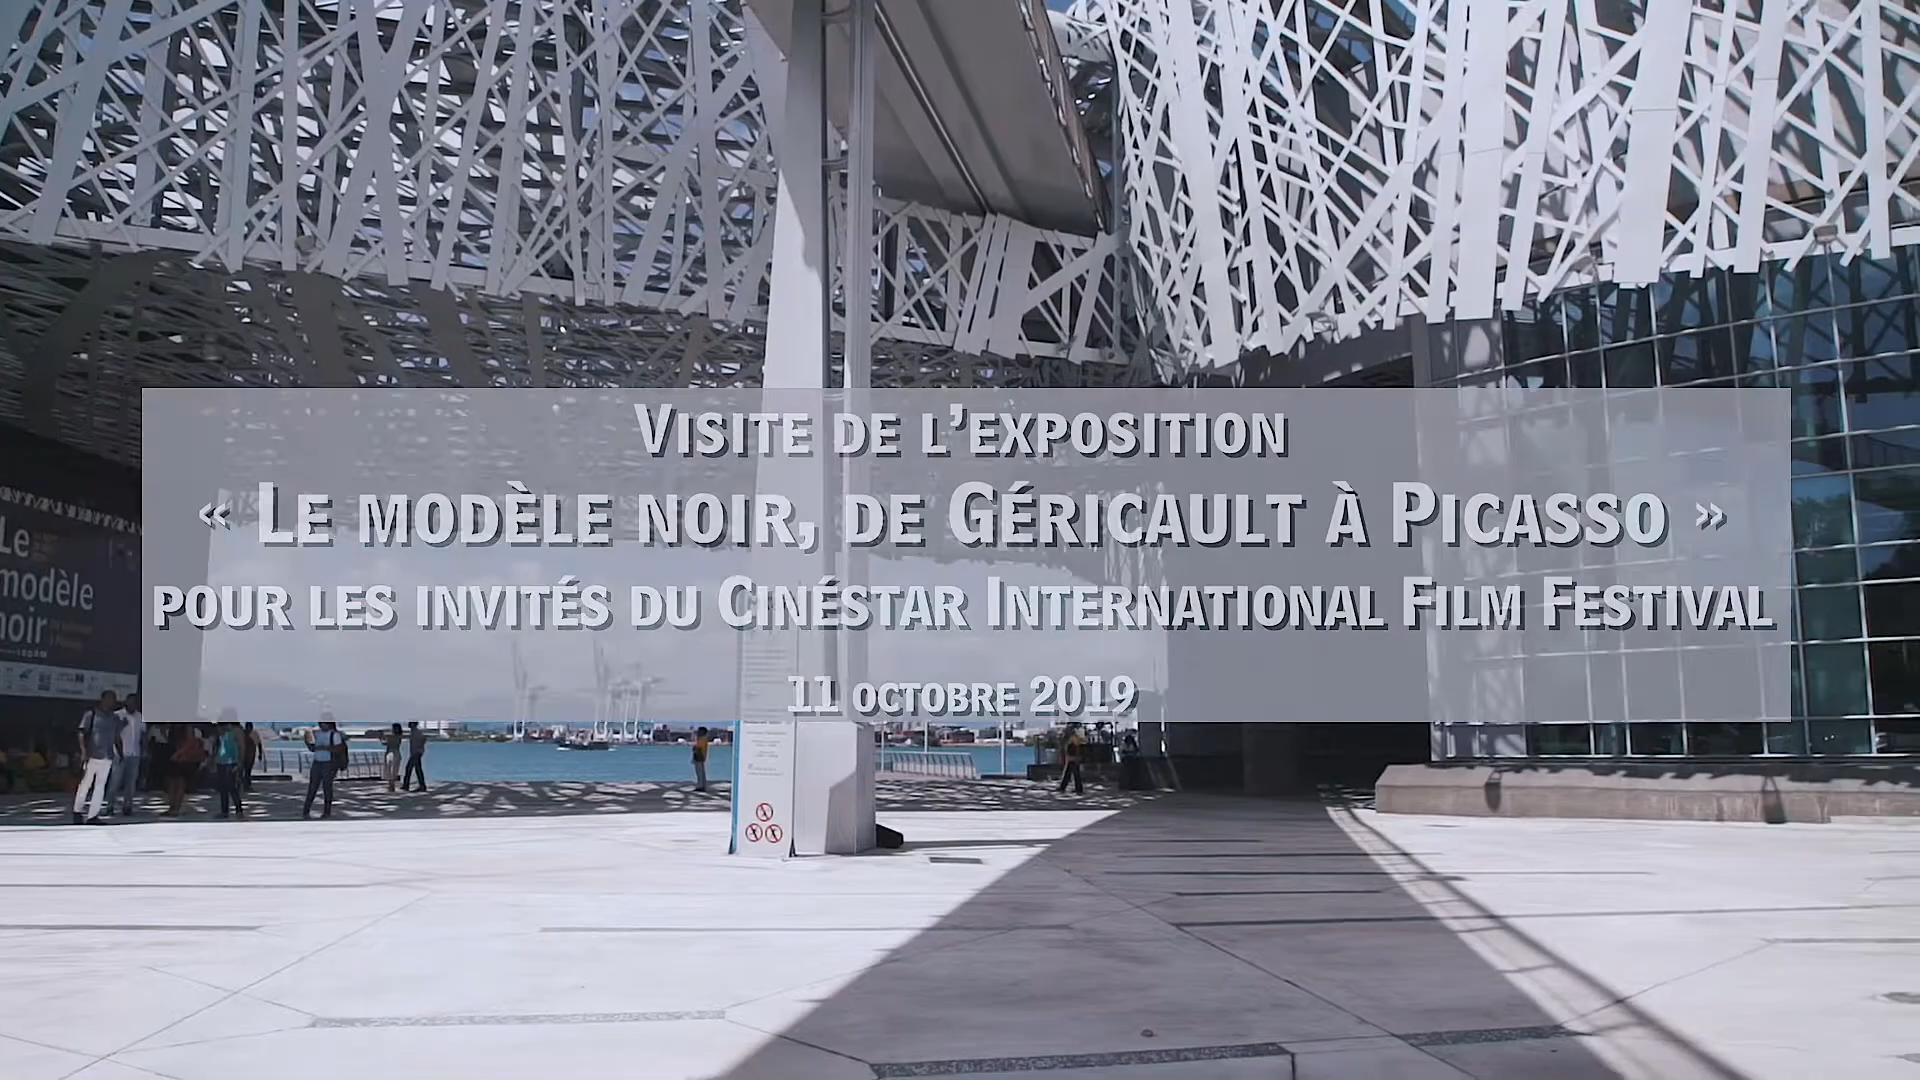 Visite de l’exposition
« Le modèle noir, de Géricault à Picasso »
pour les invités du Cinéstar International Film Festival
11 octobre 2019
Le
modèle
noir